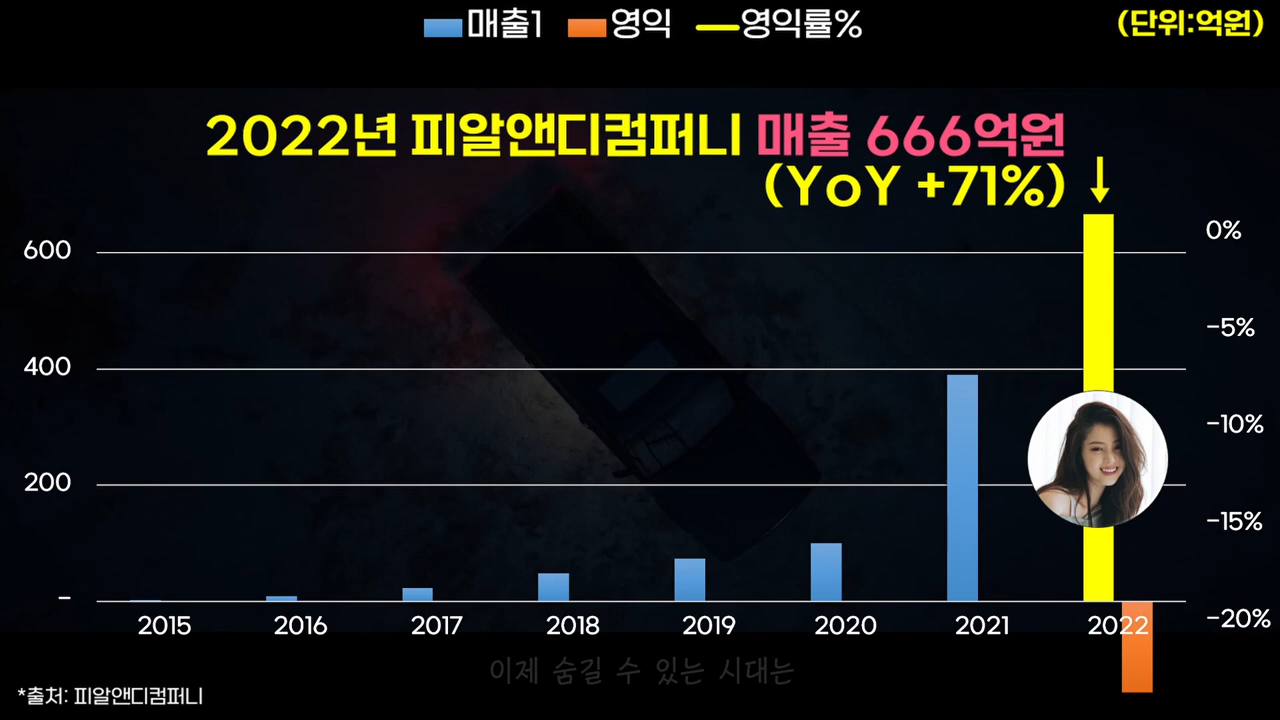 매출1 영익 영익률% (단위:억원)
2022년 피알앤디컴퍼니 매출 666억원
(YoY +71%)
600
400
200
–
0%
-5%
-10%
-15%
-20%
2015 2016 2017 2018 2019 2020 2021 2022
이제 숨길 수 있는 시대는
*출처: 피알앤디컴퍼니